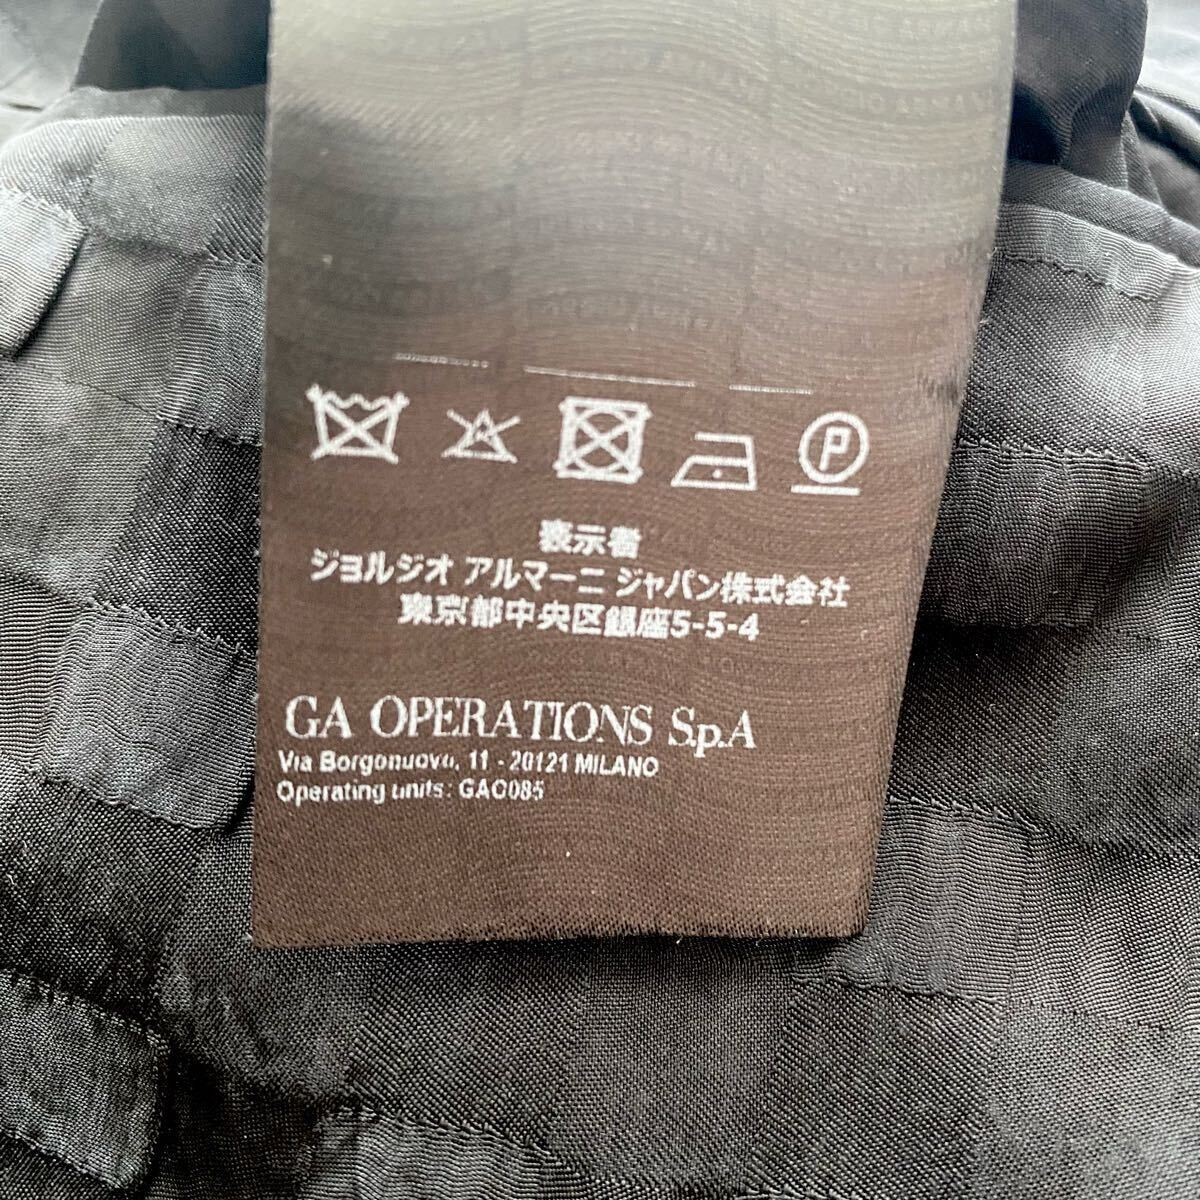 P
表示者
ジョルジオ アルマーニ ジャパン株式会社
東京都中央区銀座5-5-4
GA OPERATIONS S.p.A
Via Borgonuovo, 11 - 20121 MILANO
Operating units: GAO085